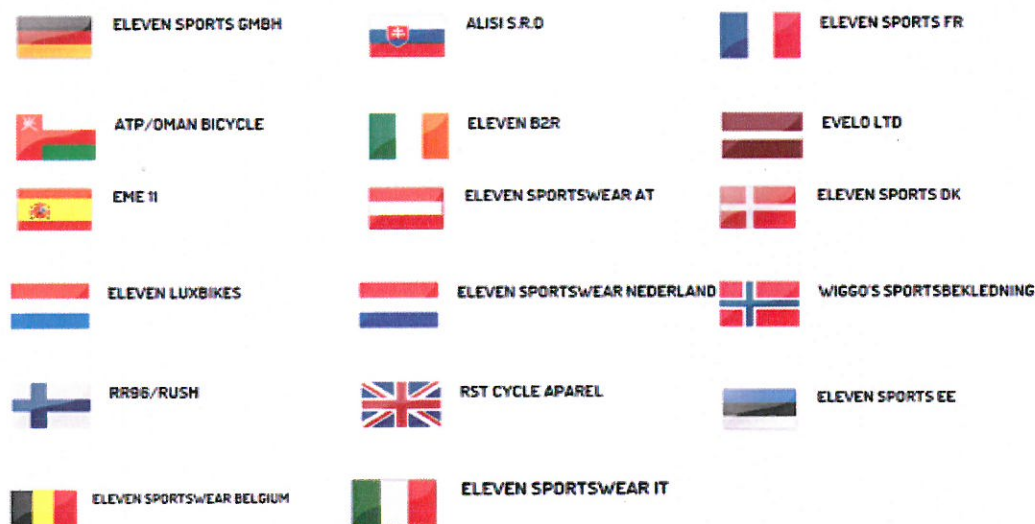 ELEVEN SPORTS GMBH
ALISI S.R.O
ELEVEN SPORTS FR
ATP/OMAN BICYCLE
ELEVEN B2R
EVELO LTD
EME 11
ELEVEN SPORTSWEAR AT
ELEVEN SPORTS DK
ELEVEN LUXBIKES
ELEVEN SPORTSWEAR NEDERLAND
WIGGO'S SPORTSBEKLEDNING
RR96/RUSH
RST CYCLE APAREL
ELEVEN SPORTS EE
ELEVEN SPORTSWEAR BELGIUM
ELEVEN SPORTSWEAR IT